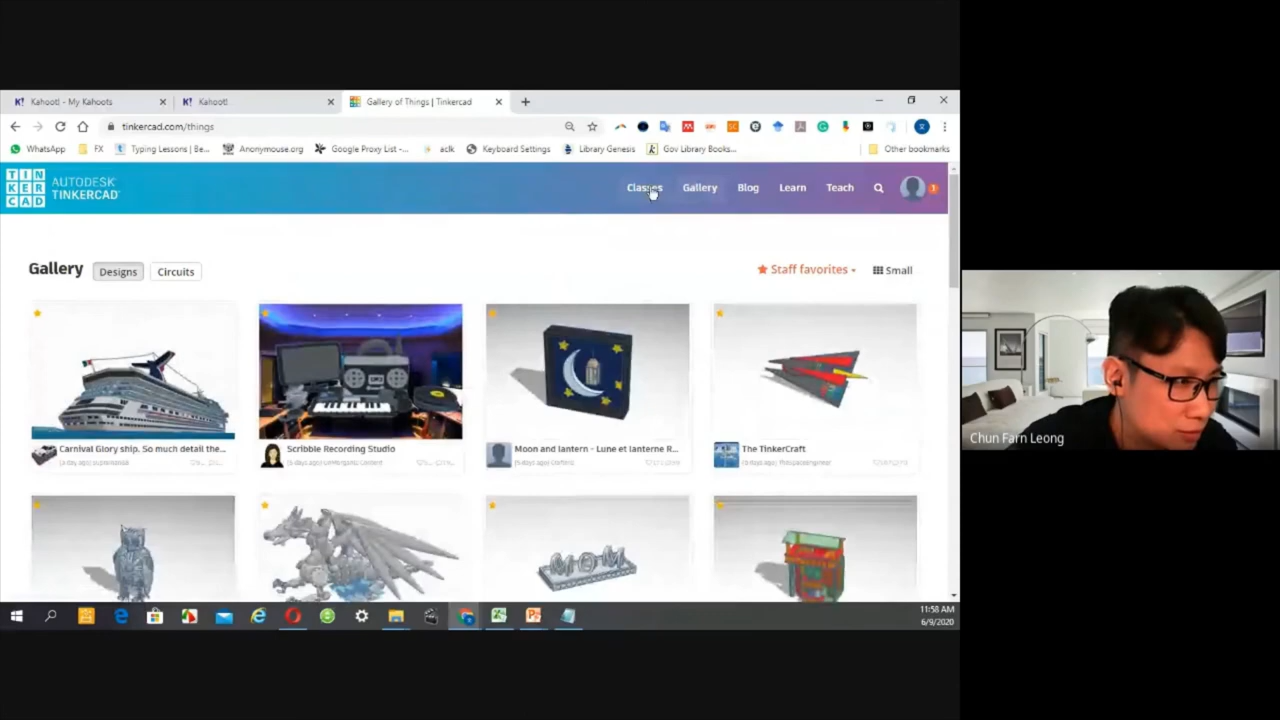 Kahoot! - My Kahoots
Kahoot!
Gallery of Things | Tinkercad
tinkercad.com/things
WhatsApp
FX
Typing Lessons | Be...
Anonymouse.org
Google Proxy List -...
aclk
Keyboard Settings
Library Genesis
Gov Library Books...
Other bookmarks
TIN
KER
CAD
AUTODESK
TINKERCAD
Classes
Gallery
Blog
Learn
Teach
1
Gallery
Designs
Circuits
Staff favorites
Small
Carnival Glory ship. So much detail the...
Scribble Recording Studio
Moon and lantern - Lune et lanterne R...
The TinkerCraft
MOM
Chun Farn Leong
11:58 AM
6/9/2020